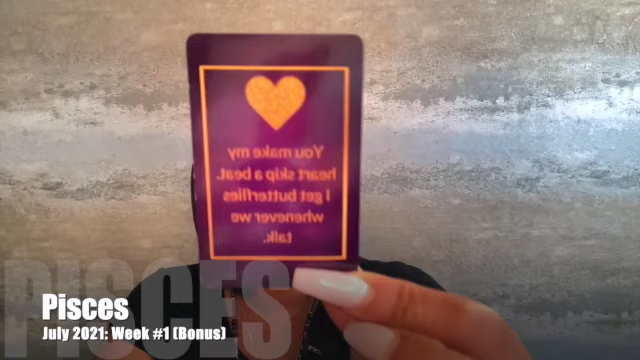 You make my
heart skip a beat.
I get butterflies
whenever we
talk.
PISCES
Pisces
July 2021: Week #1 (Bonus)